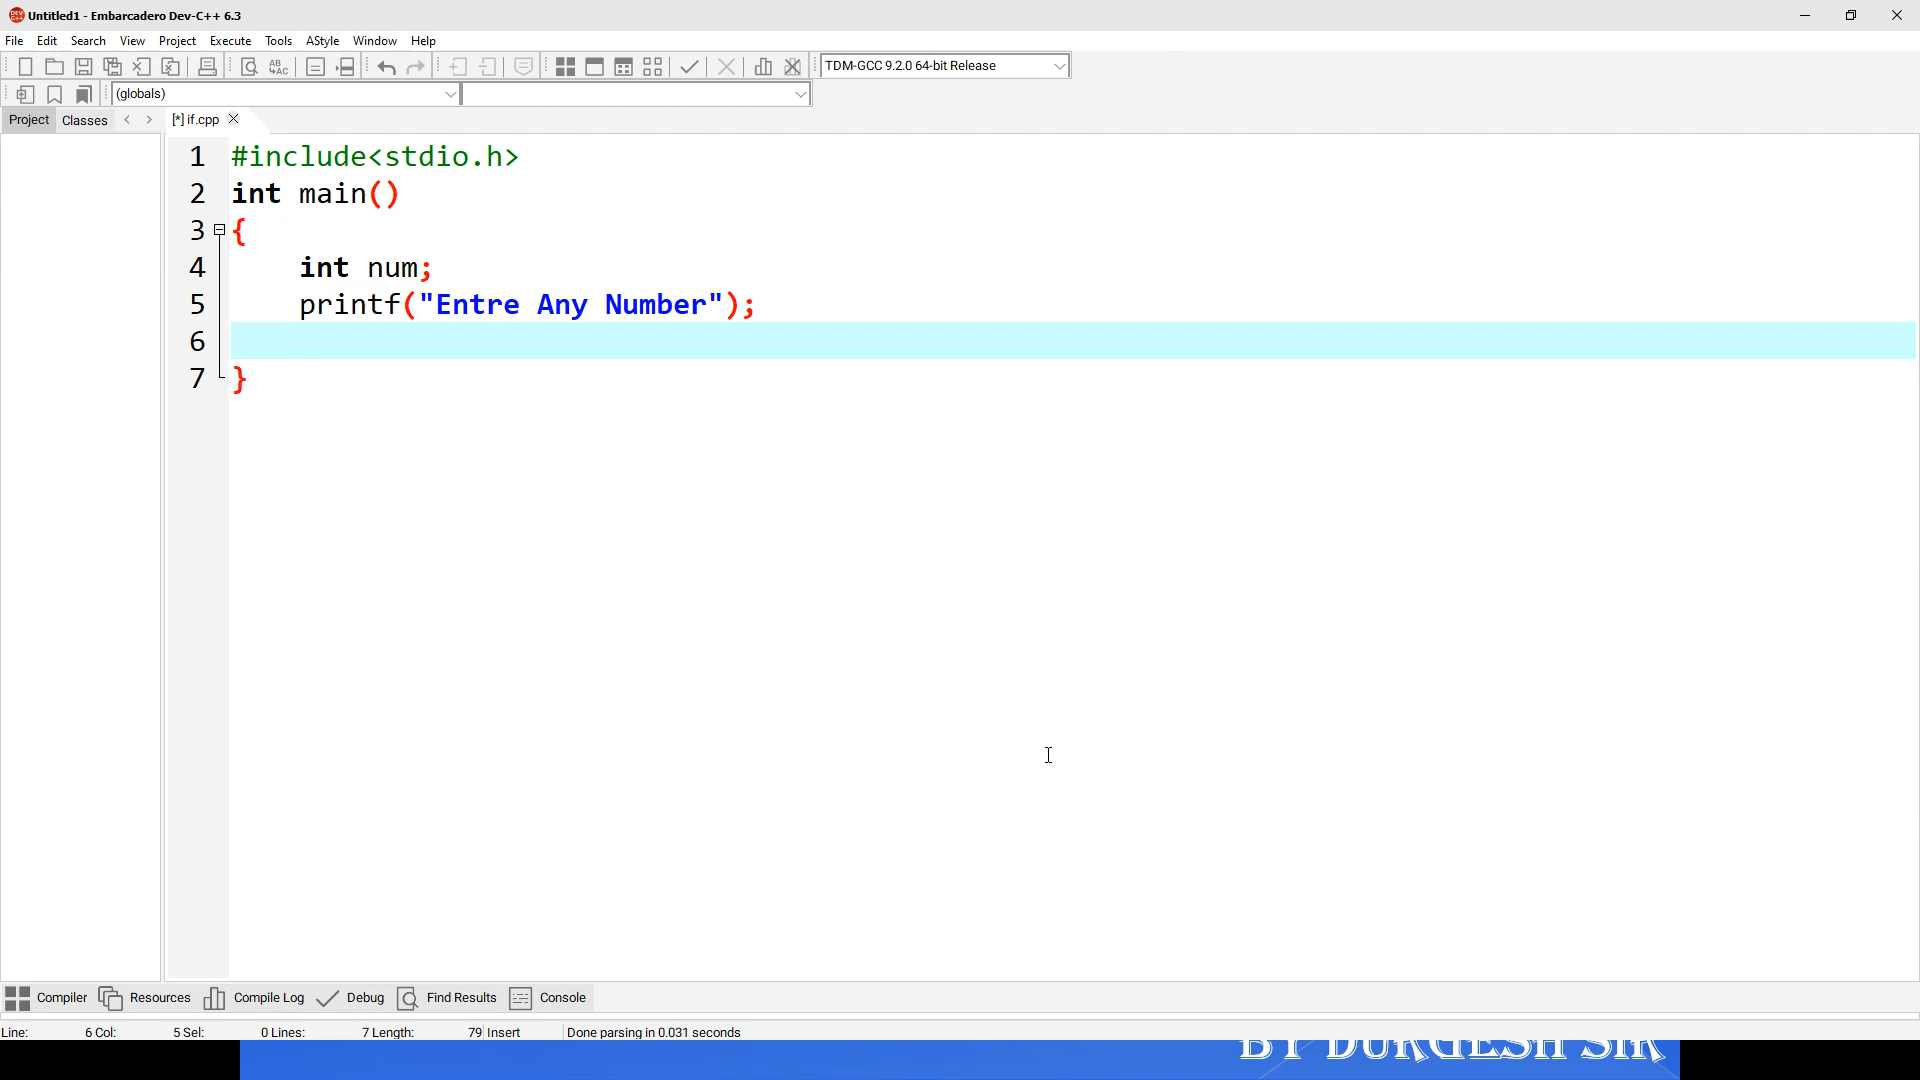 Untitled1 - Embarcadero Dev-C++ 6.3
File Edit Search View Project Execute Tools AStyle Window Help
TDM-GCC 9.2.0 64-bit Release
(globals)
Project Classes [*] if.cpp
1 #include<stdio.h>
2 int main()
3 {
4 int num;
5 printf("Entre Any Number");
6
7 }
Compiler Resources Compile Log Debug Find Results Console
Line: 6 Col: 5 Sel: 0 Lines: 7 Length: 79 Insert Done parsing in 0.031 seconds
BY DURGESH SIR